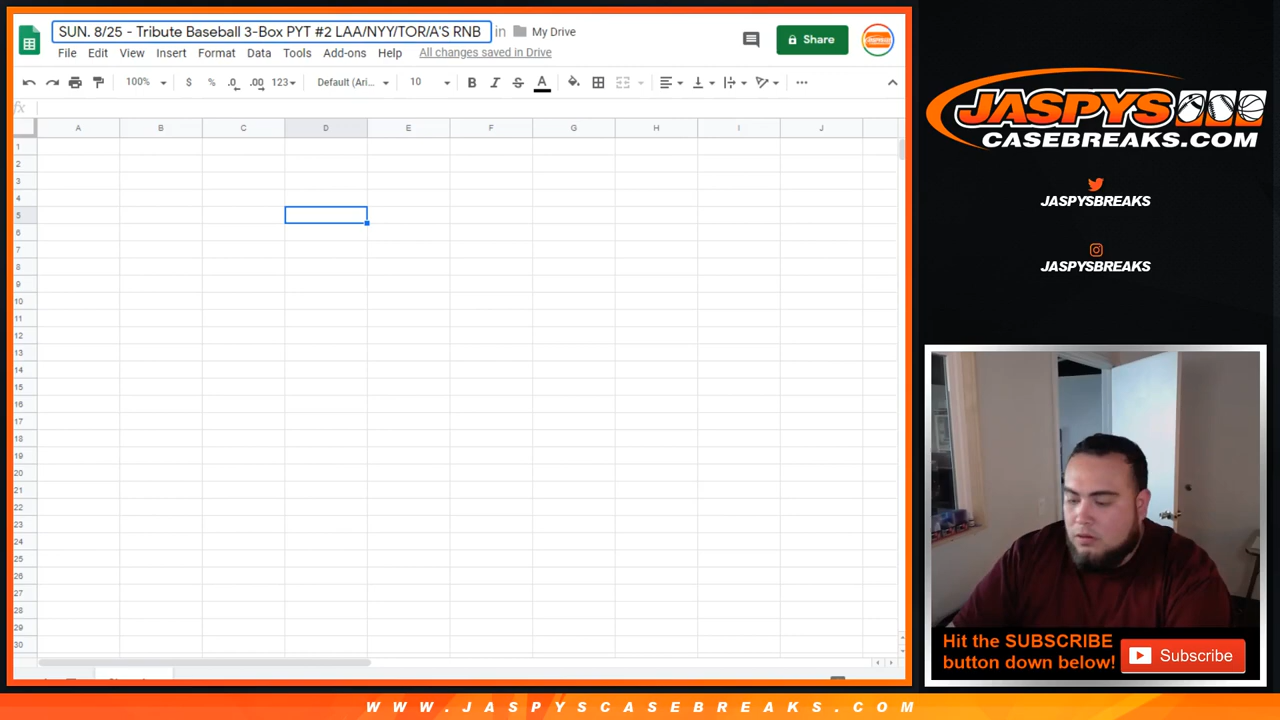 SUN. 8/25 - Tribute Baseball 3-Box PYT #2 LAA/NYY/TOR/A'S RNB in My Drive
Share
File Edit View Insert Format Data Tools Add-ons Help All changes saved in Drive
100% $ % .0 .00 123 Default (Ari... 10 B I S A
fx
A B C D E F G H I J
1
2
3
4
5
6
7
8
9
10
11
12
13
14
15
16
17
18
19
20
21
22
23
24
25
26
27
28
29
30
JASPYS
CASEBREAKS.COM
JASPYSBREAKS
JASPYSBREAKS
Hit the SUBSCRIBE
button down below!
Subscribe
WWW.JASPYSCASEBREAKS.COM